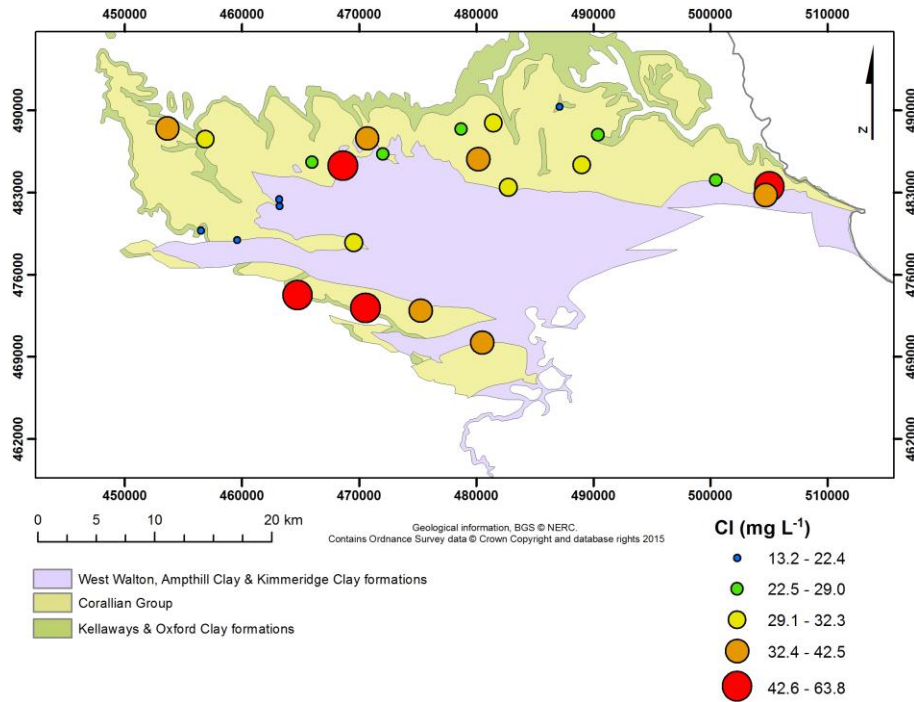 450000 460000 470000 480000 490000 500000 510000
490000 490000
483000 483000
476000 476000
469000 469000
462000 462000
N
450000 460000 470000 480000 490000 500000 510000
0 5 10 20 km
Geological information, BGS © NERC.
Contains Ordnance Survey data © Crown Copyright and database rights 2015
West Walton, Ampthill Clay & Kimmeridge Clay formations
Corallian Group
Kellaways & Oxford Clay formations
Cl (mg L⁻¹)
13.2 - 22.4
22.5 - 29.0
29.1 - 32.3
32.4 - 42.5
42.6 - 63.8